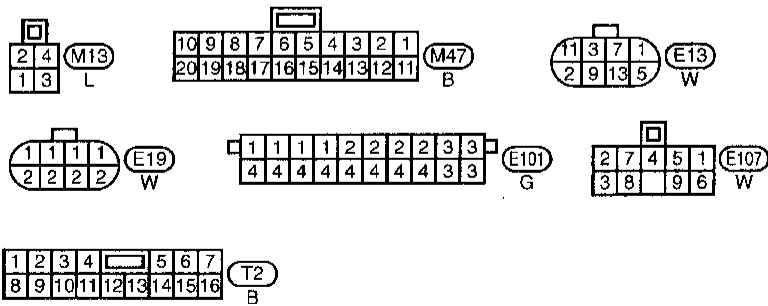 2 4 M13
1 3 L
10 9 8 7 6 5 4 3 2 1 M47
20 19 18 17 16 15 14 13 12 11 B
11 3 7 1 E13
2 9 13 5 W
1 1 1 1 E19
2 2 2 2 W
1 1 1 1 2 2 2 2 3 3 E101
4 4 4 4 4 4 4 4 3 3 G
2 7 4 5 1 E107
3 8 9 6 W
1 2 3 4 5 6 7 T2
8 9 10 11 12 13 14 15 16 B